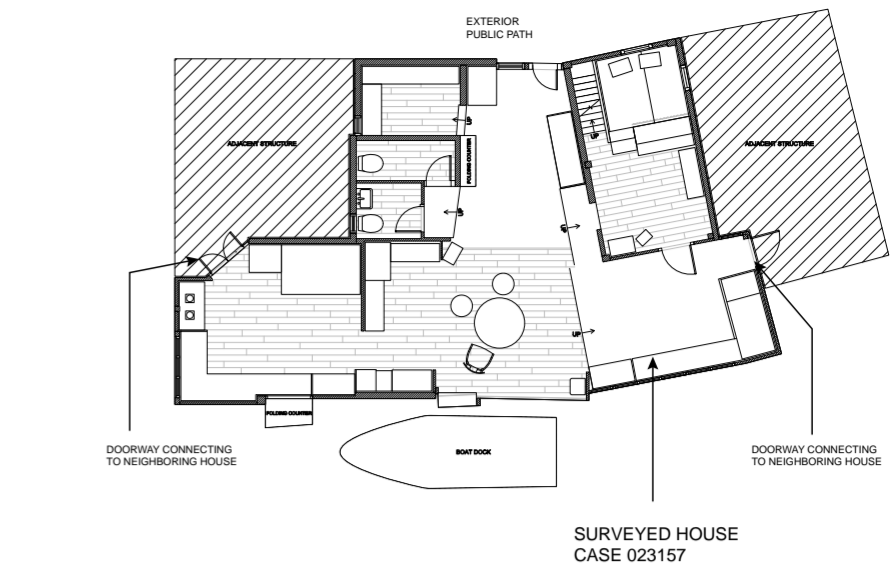 EXTERIOR
PUBLIC PATH
ADJACENT STRUCTURE
ADJACENT STRUCTURE
UP
FOLDING COUNTER
UP
UP
UP
UP
FOLDING COUNTER
BOAT DOCK
DOORWAY CONNECTING
TO NEIGHBORING HOUSE
DOORWAY CONNECTING
TO NEIGHBORING HOUSE
SURVEYED HOUSE
CASE 023157